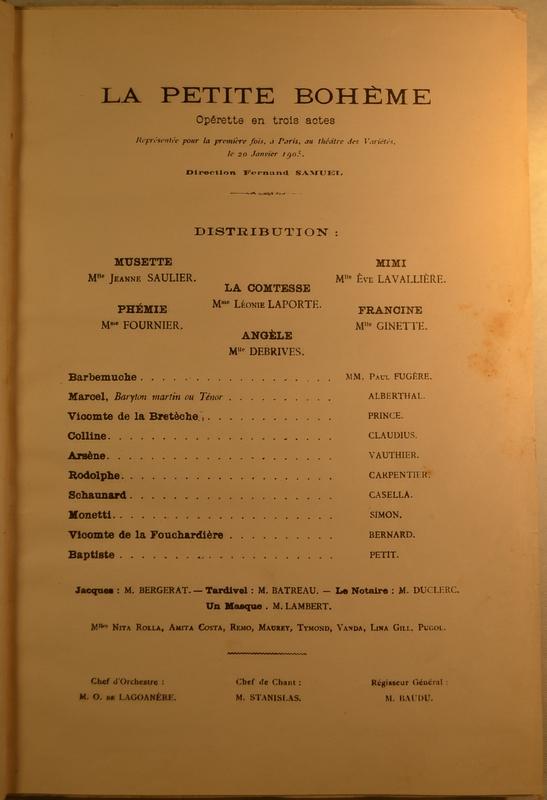 LA PETITE BOHÈME
Opérette en trois actes
Représentée pour la première fois, à Paris, au théâtre des Variétés,
le 20 Janvier 1905.
Direction Fernand SAMUEL.
DISTRIBUTION :
MUSETTE
Mlle JEANNE SAULIER.
MIMI
Mlle ÈVE LAVALLIÈRE.
LA COMTESSE
Mme LÉONIE LAPORTE.
PHÉMIE
Mme FOURNIER.
FRANCINE
Mlle GINETTE.
ANGÈLE
Mlle DEBRIVES.
Barbemuche . . . . . . . . . . . . . . . . . . MM. PAUL FUGÈRE.
Marcel, Baryton martin ou Ténor . . . . . . . . . . ALBERTHAL.
Vicomte de la Bretèche . . . . . . . . . . . . PRINCE.
Colline. . . . . . . . . . . . . . . . . . . . . CLAUDIUS.
Arsène. . . . . . . . . . . . . . . . . . . . . VAUTHIER.
Rodolphe. . . . . . . . . . . . . . . . . . . . CARPENTIER.
Schaunard . . . . . . . . . . . . . . . . . . . CASELLA.
Monetti. . . . . . . . . . . . . . . . . . . . . SIMON.
Vicomte de la Fouchardière . . . . . . . . . . BERNARD.
Baptiste . . . . . . . . . . . . . . . . . . . . PETIT.
Jacques : M. BERGERAT. — Tardivel : M. BATREAU. — Le Notaire : M. DUCLERC.
Un Masque . M. LAMBERT.
Mlles NITA ROLLA, AMITA COSTA, REMO, MAUREY, TYMOND, VANDA, LINA GILL, PUGOL.
Chef d'Orchestre :
M. O. DE LAGOANÈRE.
Chef de Chant :
M. STANISLAS.
Régisseur Général :
M. BAUDU.